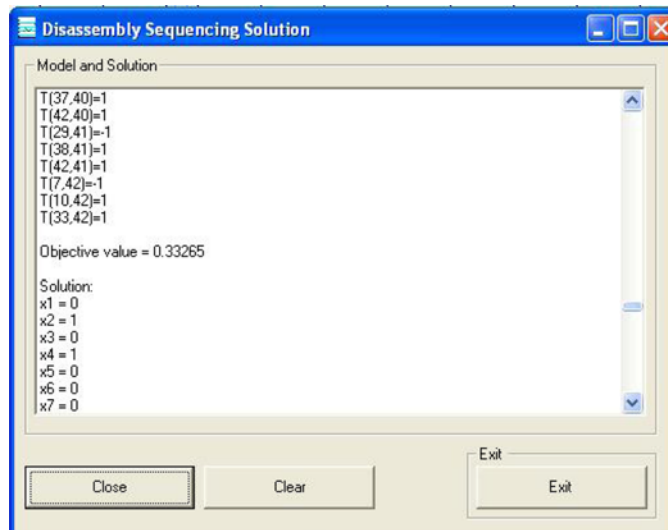 Disassembly Sequencing Solution
Model and Solution
T(37,40)=1
T(42,40)=1
T(29,41)=-1
T(38,41)=1
T(42,41)=1
T(7,42)=-1
T(10,42)=1
T(33,42)=1
Objective value = 0.33265
Solution:
x1 = 0
x2 = 1
x3 = 0
x4 = 1
x5 = 0
x6 = 0
x7 = 0
Close
Clear
Exit
Exit